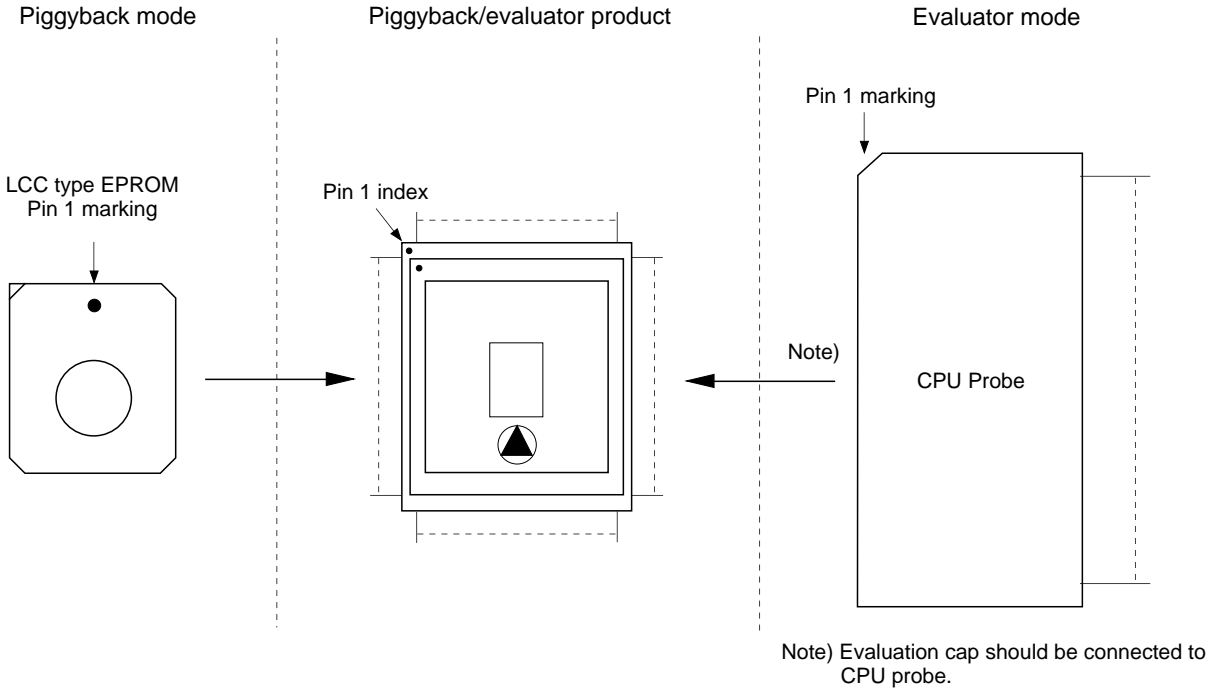 Piggyback mode
Piggyback/evaluator product
Evaluator mode
Pin 1 marking
LCC type EPROM
Pin 1 marking
Pin 1 index
Note)
CPU Probe
Note) Evaluation cap should be connected to
CPU probe.